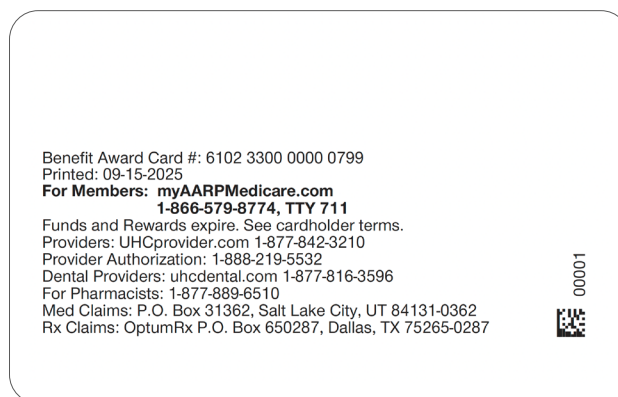 Benefit Award Card #: 6102 3300 0000 0799
Printed: 09-15-2025
For Members: myAARPMedicare.com
1-866-579-8774, TTY 711
Funds and Rewards expire. See cardholder terms.
Providers: UHCprovider.com 1-877-842-3210
Provider Authorization: 1-888-219-5532
Dental Providers: uhcdental.com 1-877-816-3596
For Pharmacists: 1-877-889-6510
Med Claims: P.O. Box 31362, Salt Lake City, UT 84131-0362
Rx Claims: OptumRx P.O. Box 650287, Dallas, TX 75265-0287
00001